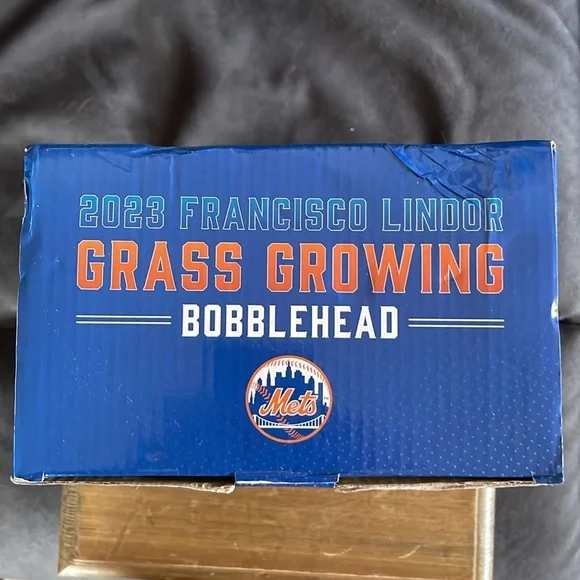 2023 FRANCISCO LINDOR
GRASS GROWING
BOBBLEHEAD
Mets